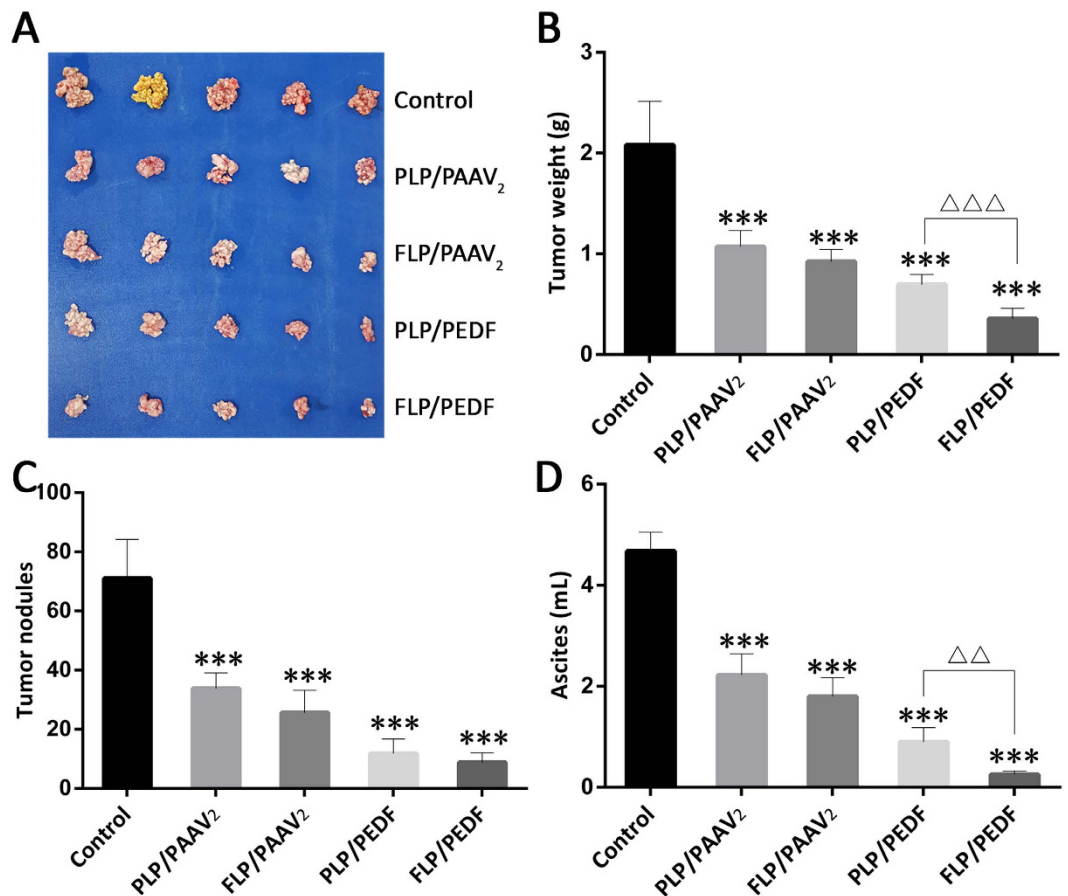 A
Control
PLP/PAAV₂
FLP/PAAV₂
PLP/PEDF
FLP/PEDF
B
Tumor weight (g)
3
2
1
0
***
***
***
***
△△△
Control
PLP/PAAV₂
FLP/PAAV₂
PLP/PEDF
FLP/PEDF
C
Tumor nodules
100
80
60
40
20
0
***
***
***
***
Control
PLP/PAAV₂
FLP/PAAV₂
PLP/PEDF
FLP/PEDF
D
Ascites (mL)
6
4
2
0
***
***
***
***
△△
Control
PLP/PAAV₂
FLP/PAAV₂
PLP/PEDF
FLP/PEDF